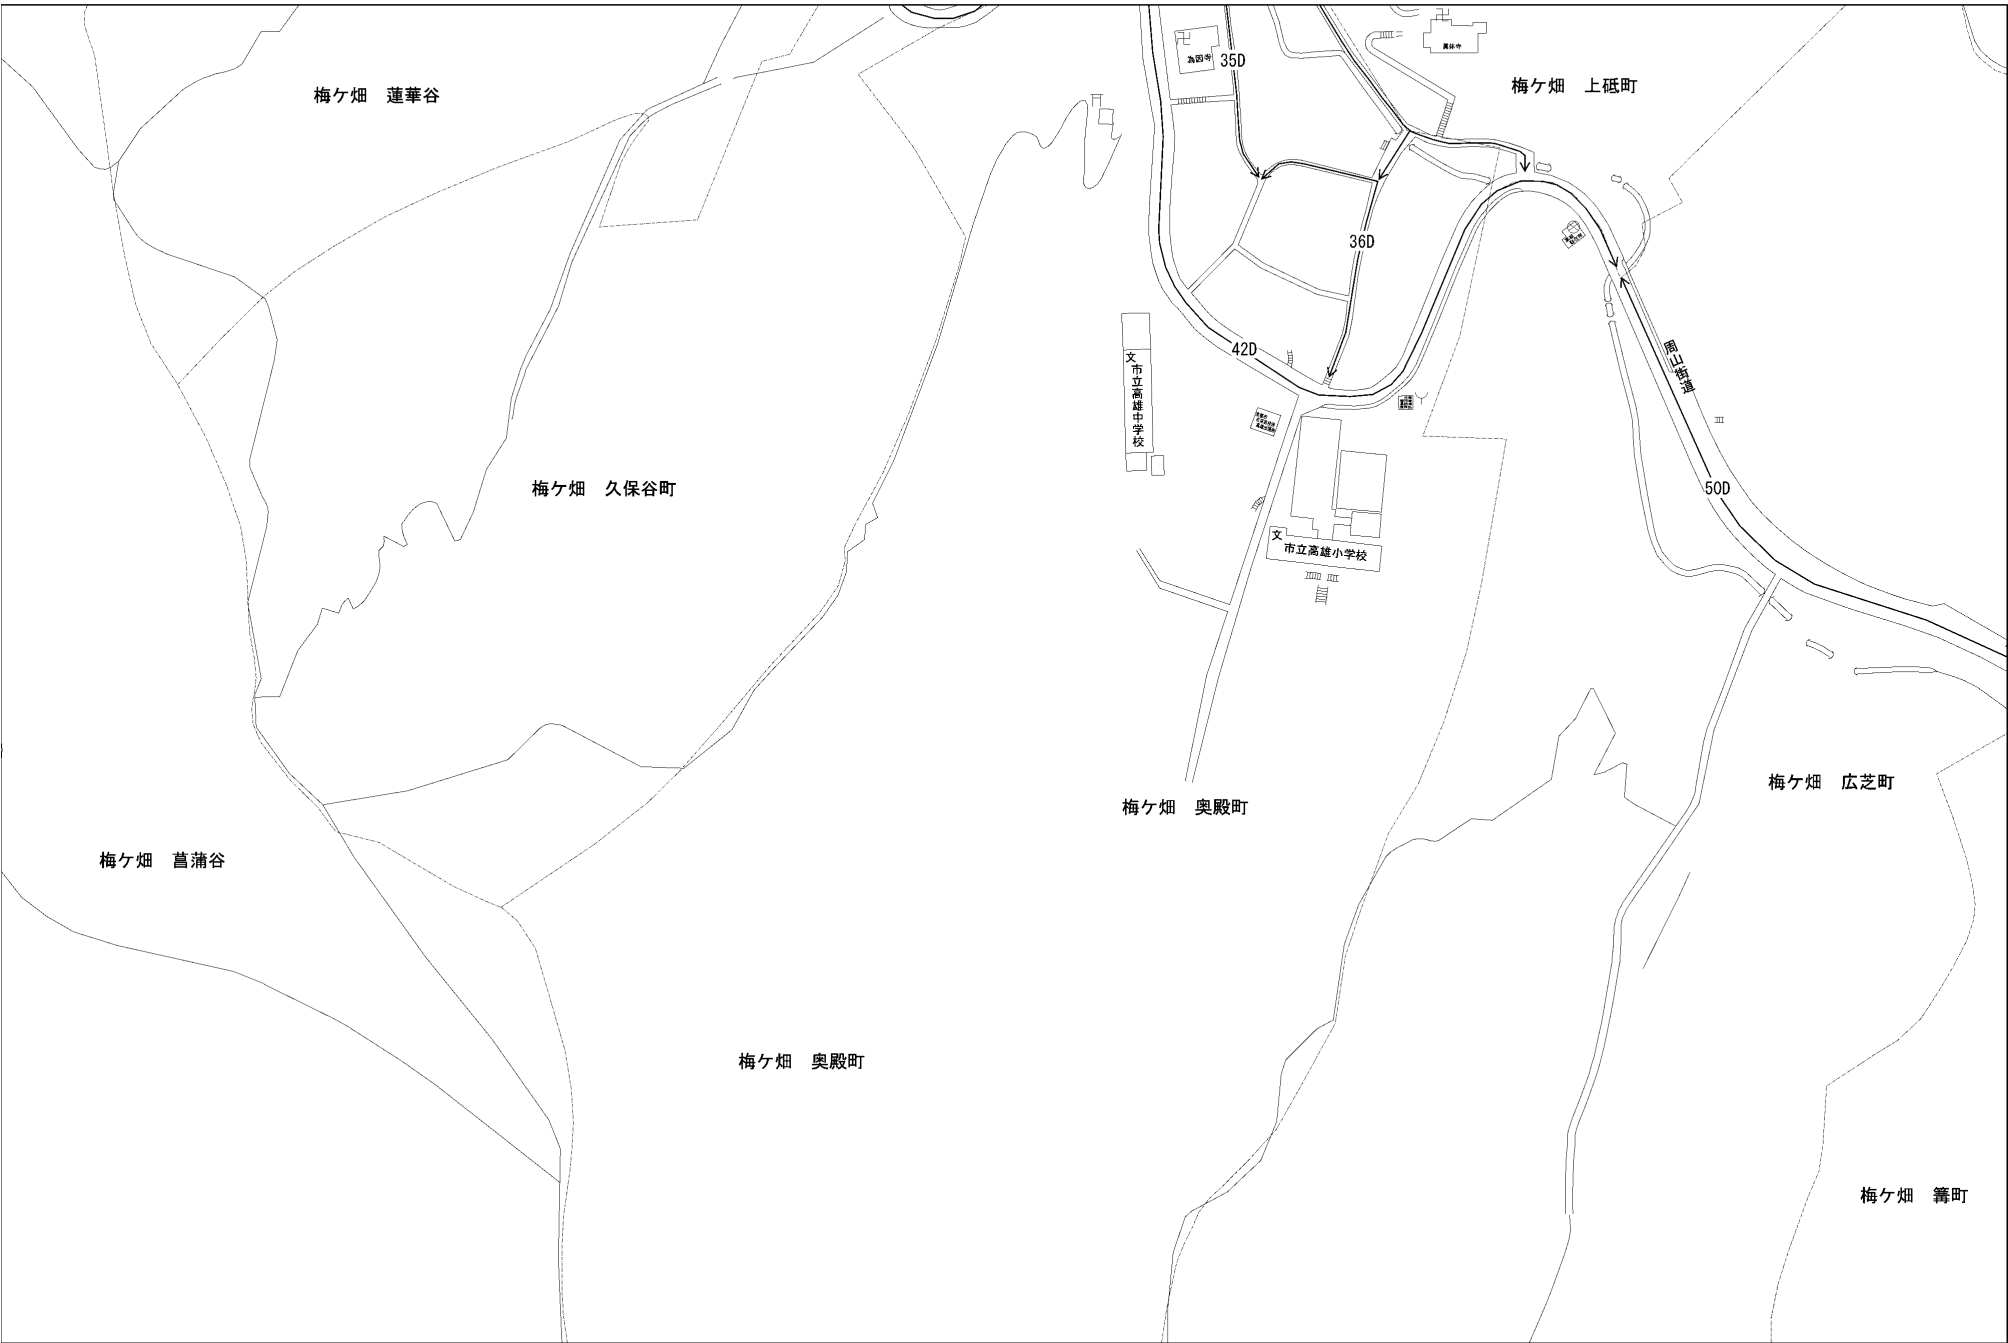 為因寺
35D
梅ケ畑　上砥町
梅ケ畑　蓮華谷
36D
42D
周山街道
文
市立高雄中学校
梅ケ畑　久保谷町
50D
文
市立高雄小学校
梅ケ畑　広芝町
梅ケ畑　奥殿町
梅ケ畑　菖蒲谷
梅ケ畑　奥殿町
梅ケ畑　篝町